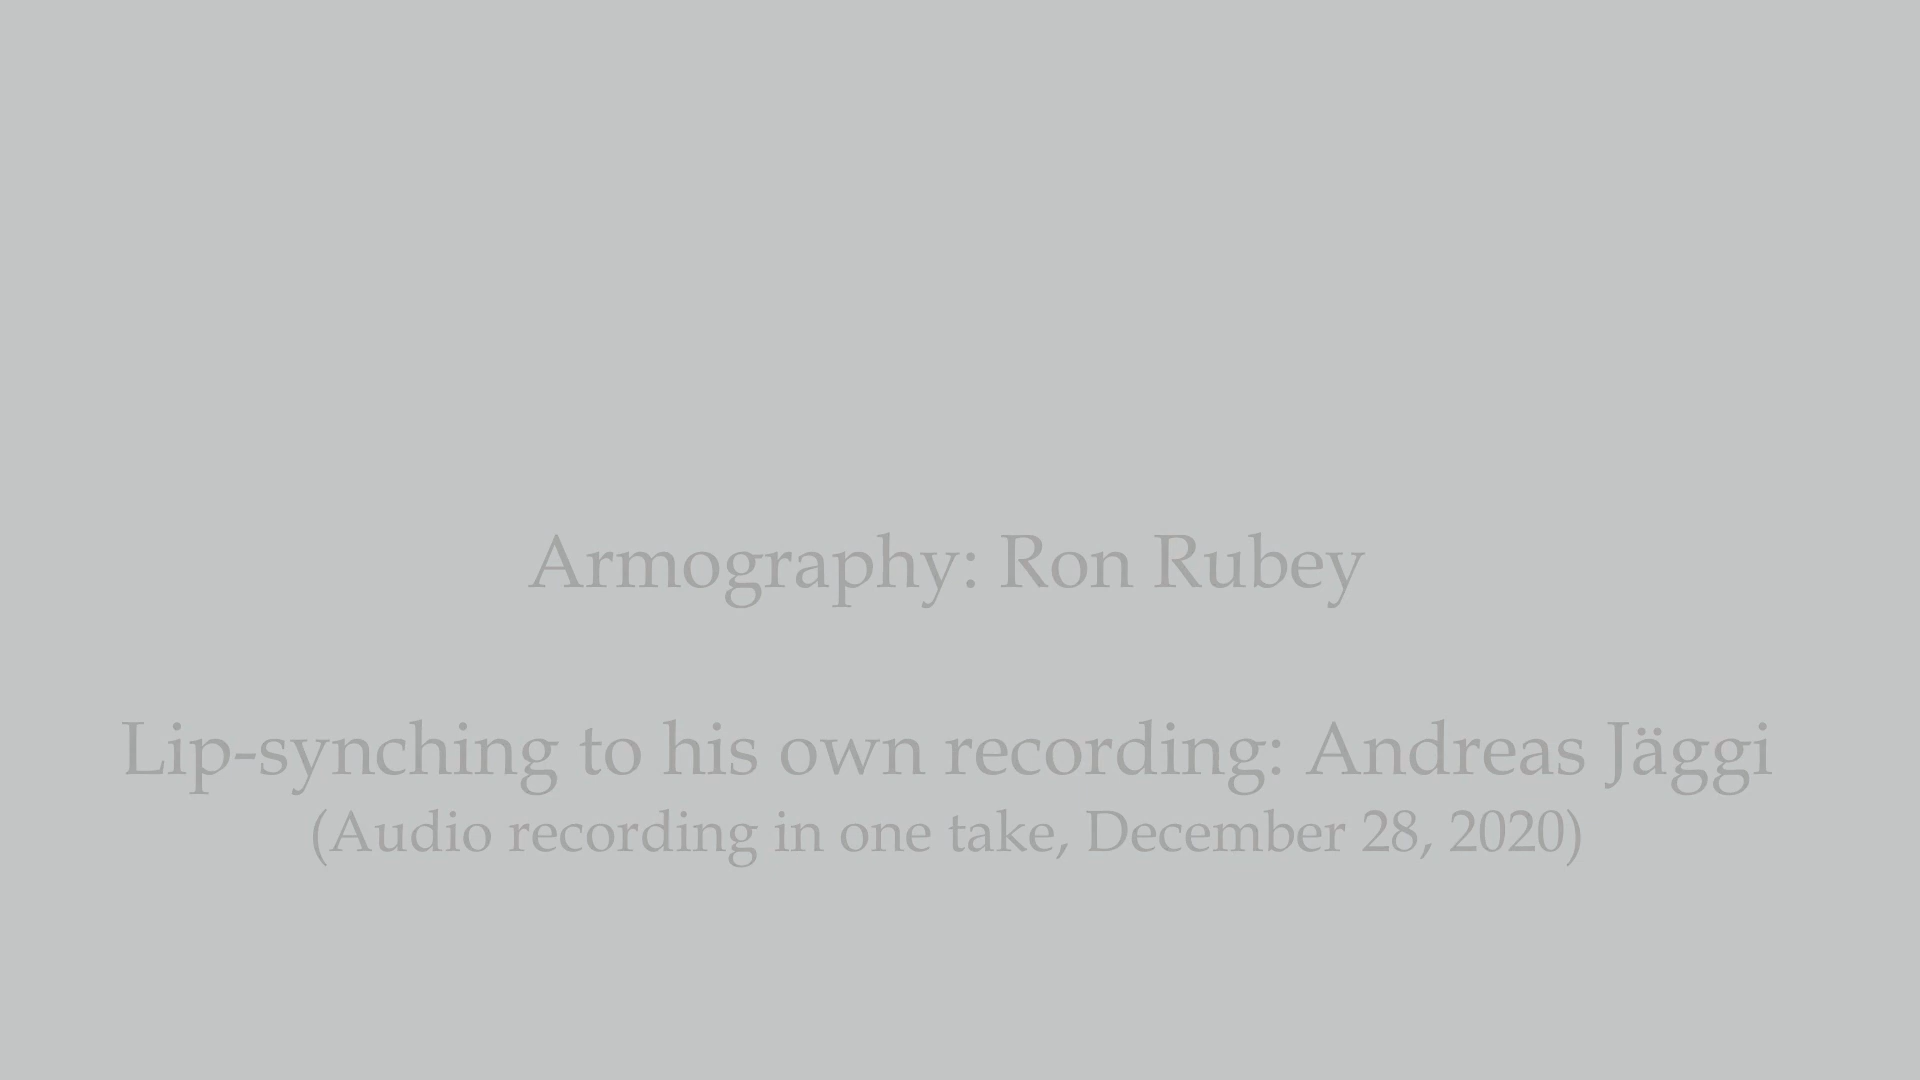 Armography: Ron Rubey
Lip-synching to his own recording: Andreas Jäggi
(Audio recording in one take, December 28, 2020)